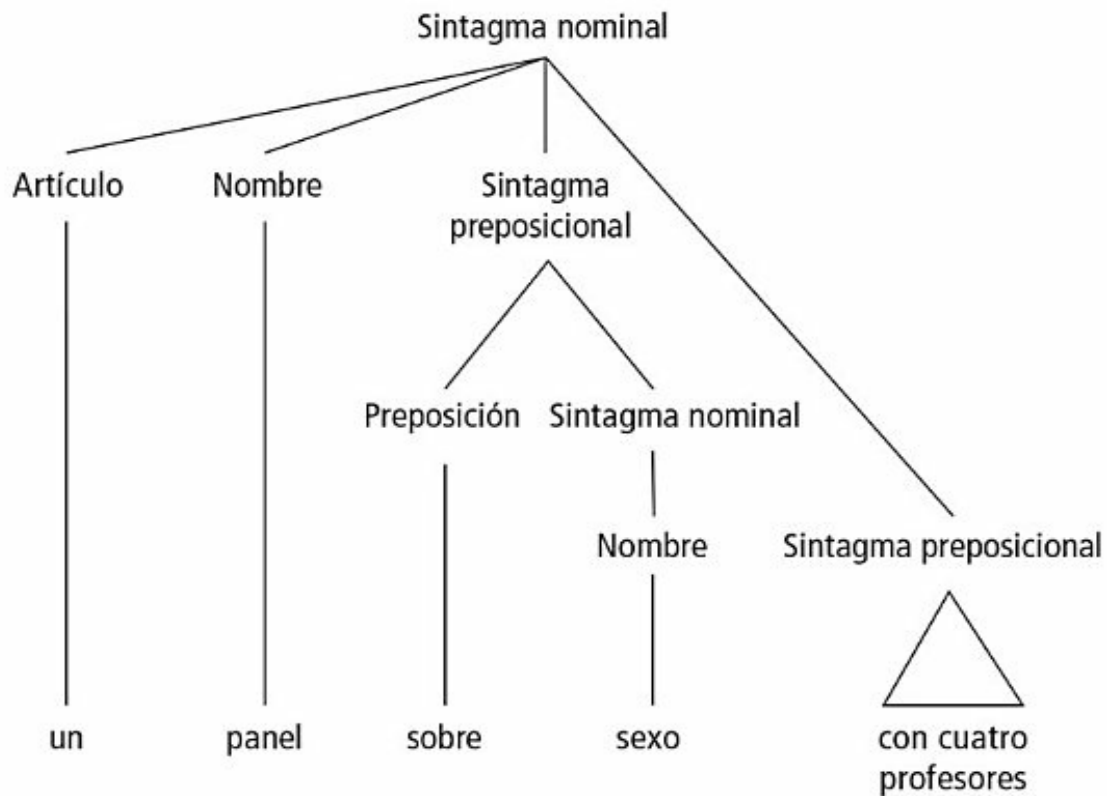 Sintagma nominal
Artículo
Nombre
Sintagma
preposicional
Preposición
Sintagma nominal
Nombre
Sintagma preposicional
un
panel
sobre
sexo
con cuatro
profesores